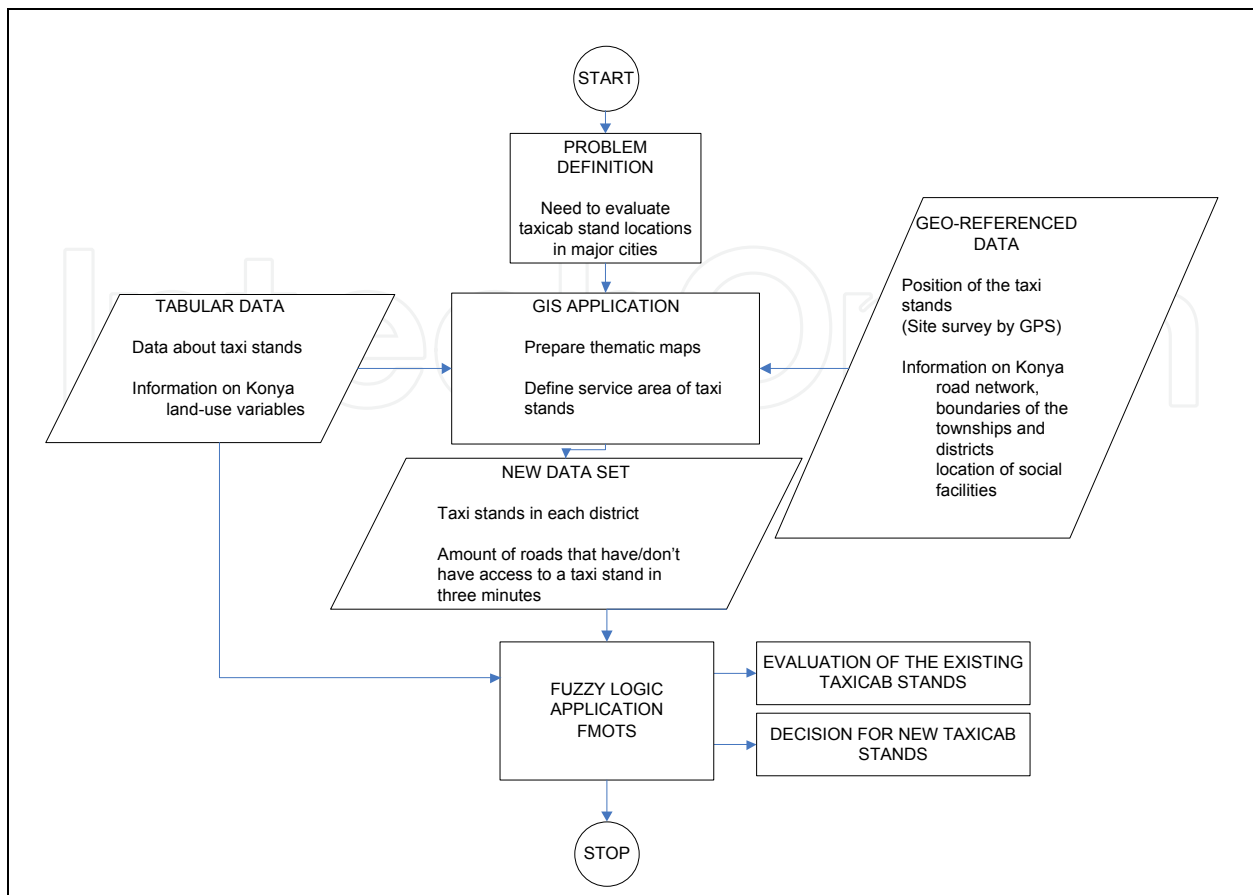 START
PROBLEM
DEFINITION
Need to evaluate
taxicab stand locations
in major cities
TABULAR DATA
Data about taxi stands
Information on Konya
land-use variables
GIS APPLICATION
Prepare thematic maps
Define service area of taxi
stands
GEO-REFERENCED
DATA
Position of the taxi
stands
(Site survey by GPS)
Information on Konya
road network,
boundaries of the
townships and
districts
location of social
facilities
NEW DATA SET
Taxi stands in each district
Amount of roads that have/don't
have access to a taxi stand in
three minutes
FUZZY LOGIC
APPLICATION
FMOTS
EVALUATION OF THE EXISTING
TAXICAB STANDS
DECISION FOR NEW TAXICAB
STANDS
STOP